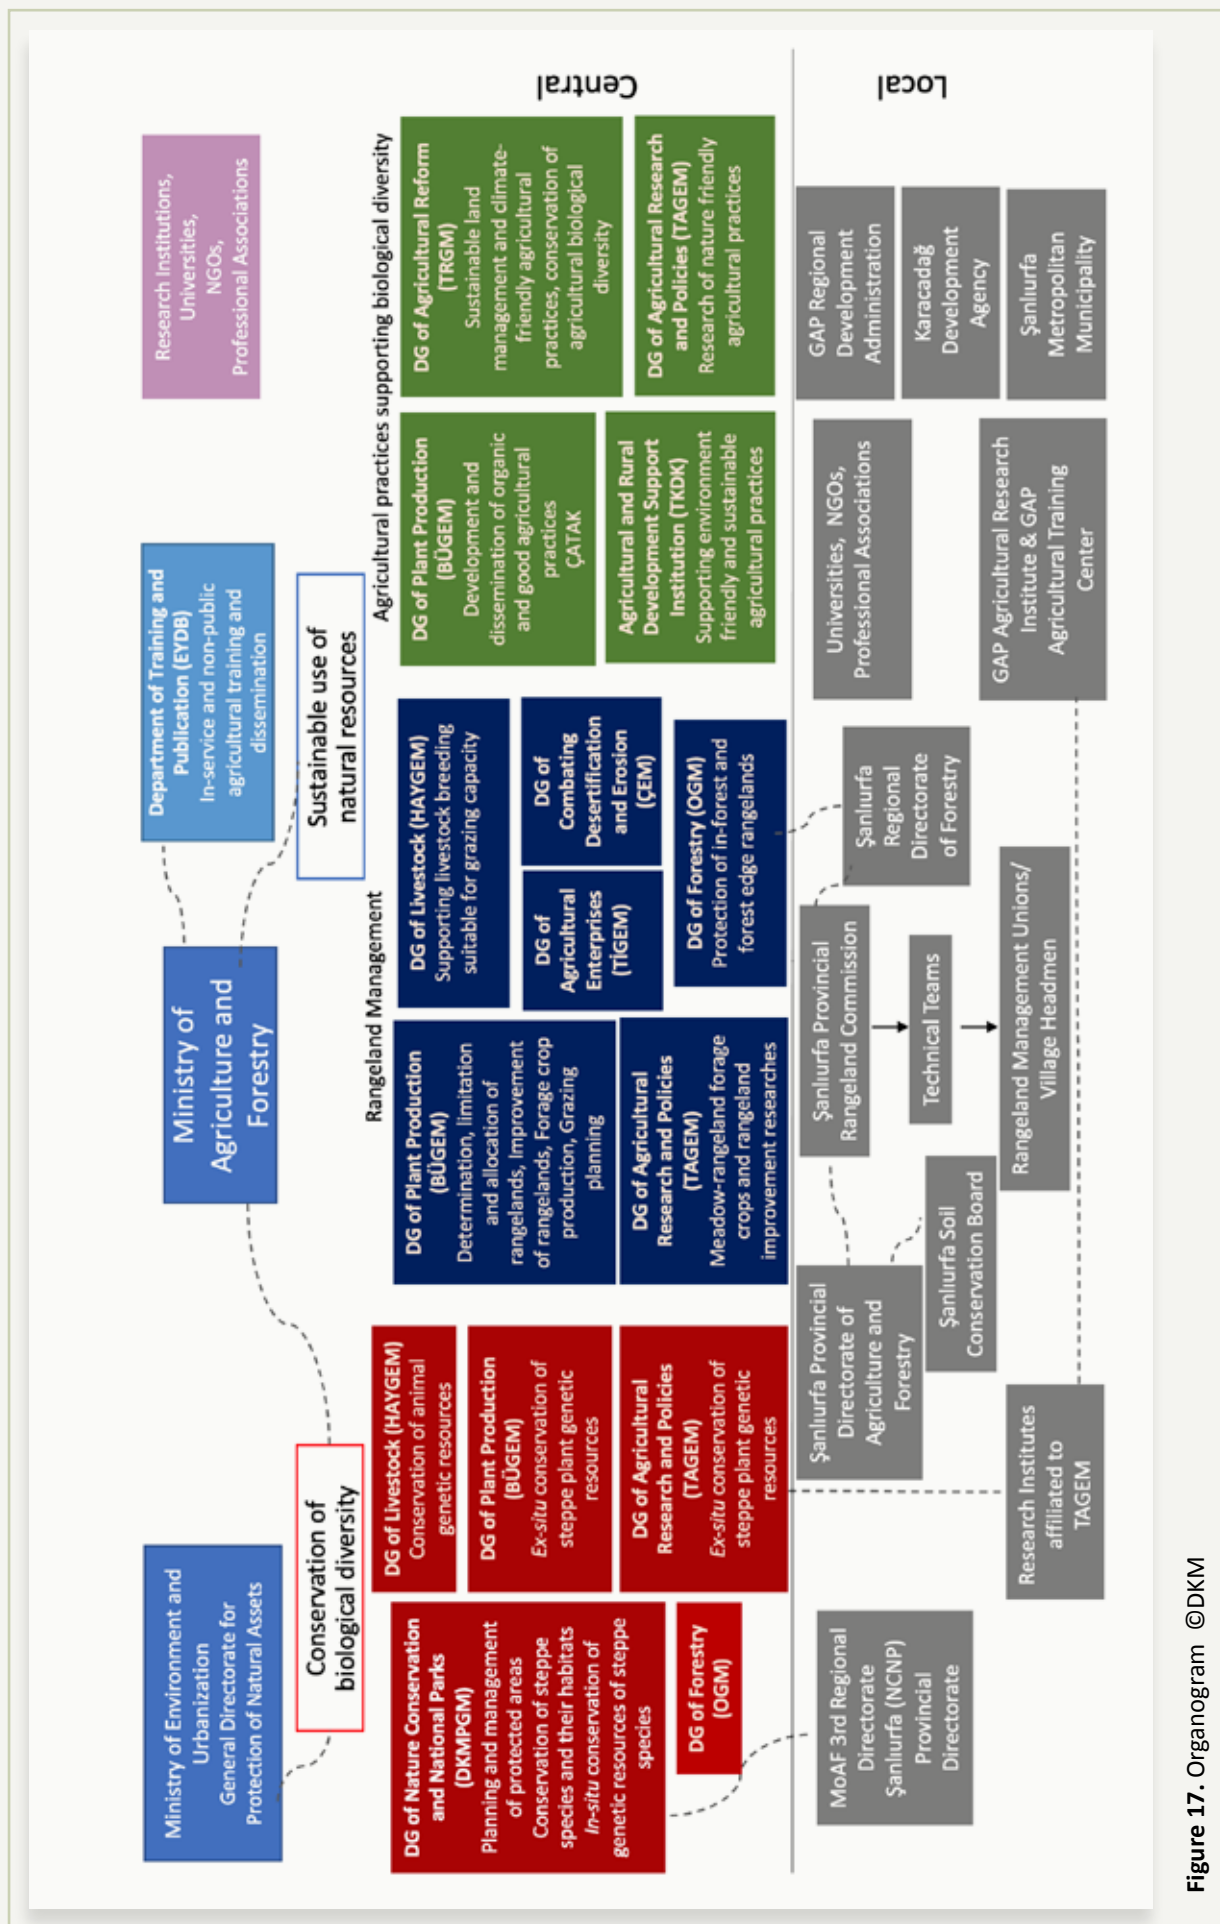 Ministry of Environment and
Urbanization
General Directorate for
Protection of Natural Assets
Ministry of
Agriculture and
Forestry
Department of Training and
Publication (EYDB)
In-service and non-public
agricultural training and
dissemination
Research Institutions,
Universities,
NGOs,
Professional Associations
Conservation of
biological diversity
Sustainable use of
natural resources
Rangeland Management
Agricultural practices supporting biological diversity
Central
DG of Nature Conservation
and National Parks
(DKMPGM)
Planning and management
of protected areas
Conservation of steppe
species and their habitats
In-situ conservation of
genetic resources of steppe
species
DG of Forestry
(OGM)
DG of Livestock (HAYGEM)
Conservation of animal
genetic resources
DG of Plant Production
(BÜGEM)
Ex-situ conservation of
steppe plant genetic
resources
DG of Agricultural
Research and Policies
(TAGEM)
Ex-situ conservation of
steppe plant genetic
resources
DG of Plant Production
(BÜGEM)
Determination, limitation
and allocation of
rangelands, Improvement
of rangelands, Forage crop
production, Grazing
planning
DG of Agricultural
Research and Policies
(TAGEM)
Meadow-rangeland forage
crops and rangeland
improvement researches
DG of Livestock (HAYGEM)
Supporting livestock breeding
suitable for grazing capacity
DG of
Agricultural
Enterprises
(TİGEM)
DG of
Combating
Desertification
and Erosion
(ÇEM)
DG of Forestry (OGM)
Protection of in-forest and
forest edge rangelands
DG of Plant Production
(BÜGEM)
Development and
dissemination of organic
and good agricultural
practices
ÇATAK
Agricultural and Rural
Development Support
Institution (TKDK)
Supporting environment
friendly and sustainable
agricultural practices
DG of Agricultural Reform
(TRGM)
Sustainable land
management and climate-
friendly agricultural
practices, conservation of
agricultural biological
diversity
DG of Agricultural Research
and Policies (TAGEM)
Research of nature friendly
agricultural practices
Local
MoAF 3rd Regional
Directorate
Şanlıurfa (NCNP)
Provincial
Directorate
Research Institutes
affiliated to
TAGEM
Şanlıurfa Provincial
Directorate of
Agriculture and
Forestry
Şanlıurfa Soil
Conservation Board
Şanlıurfa Provincial
Rangeland Commission
Technical Teams
Rangeland Management Unions/
Village Headmen
Şanlıurfa
Regional
Directorate
of Forestry
Universities, NGOs,
Professional Associations
GAP Agricultural Research
Institute & GAP
Agricultural Training
Center
GAP Regional
Development
Administration
Karacadağ
Development
Agency
Şanlıurfa
Metropolitan
Municipality
Figure 17. Organogram ©DKM